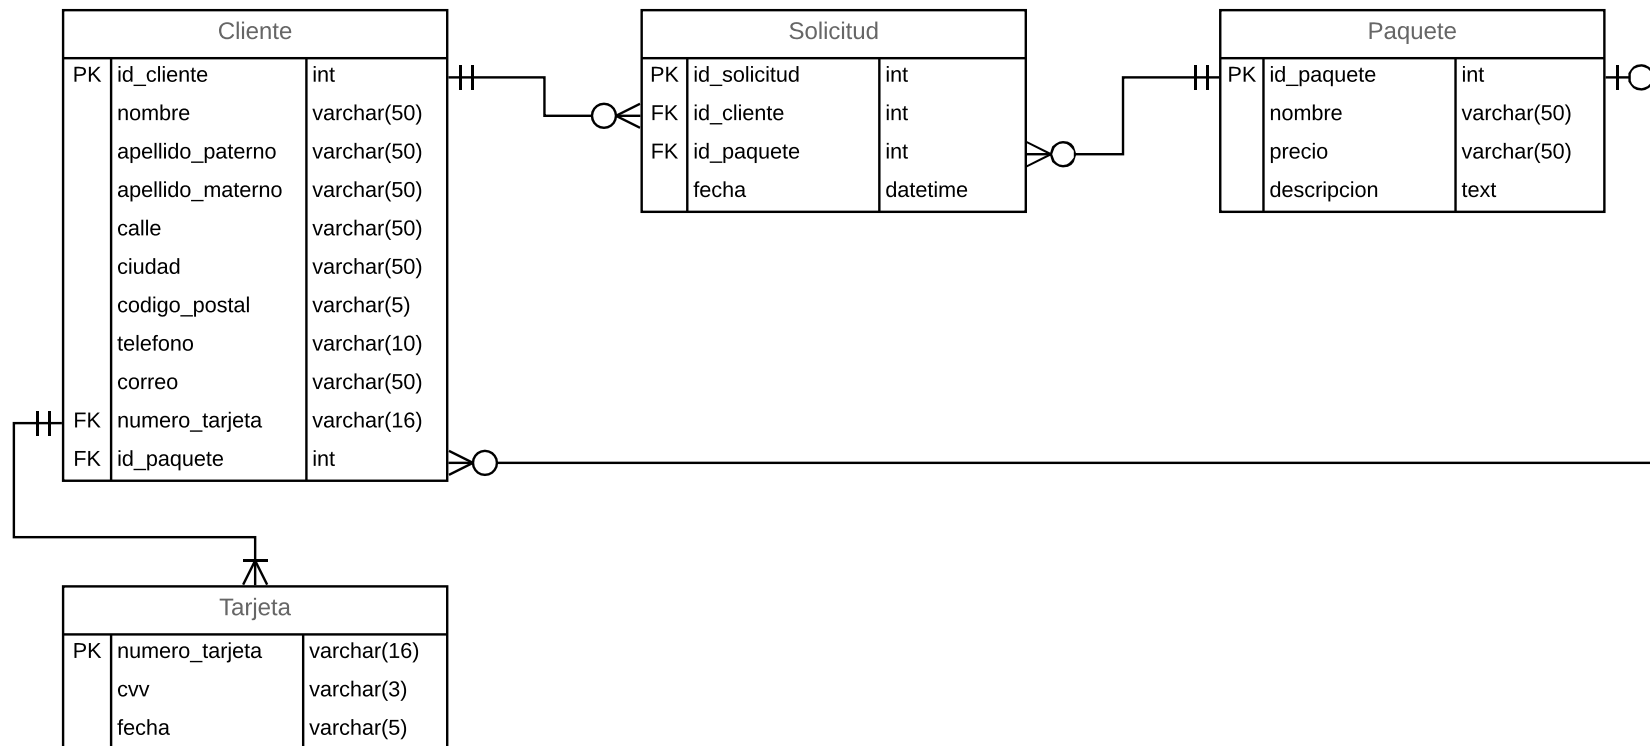 Cliente
PK id_cliente int
nombre varchar(50)
apellido_paterno varchar(50)
apellido_materno varchar(50)
calle varchar(50)
ciudad varchar(50)
codigo_postal varchar(5)
telefono varchar(10)
correo varchar(50)
FK numero_tarjeta varchar(16)
FK id_paquete int
Solicitud
PK id_solicitud int
FK id_cliente int
FK id_paquete int
fecha datetime
Paquete
PK id_paquete int
nombre varchar(50)
precio varchar(50)
descripcion text
Tarjeta
PK numero_tarjeta varchar(16)
cvv varchar(3)
fecha varchar(5)